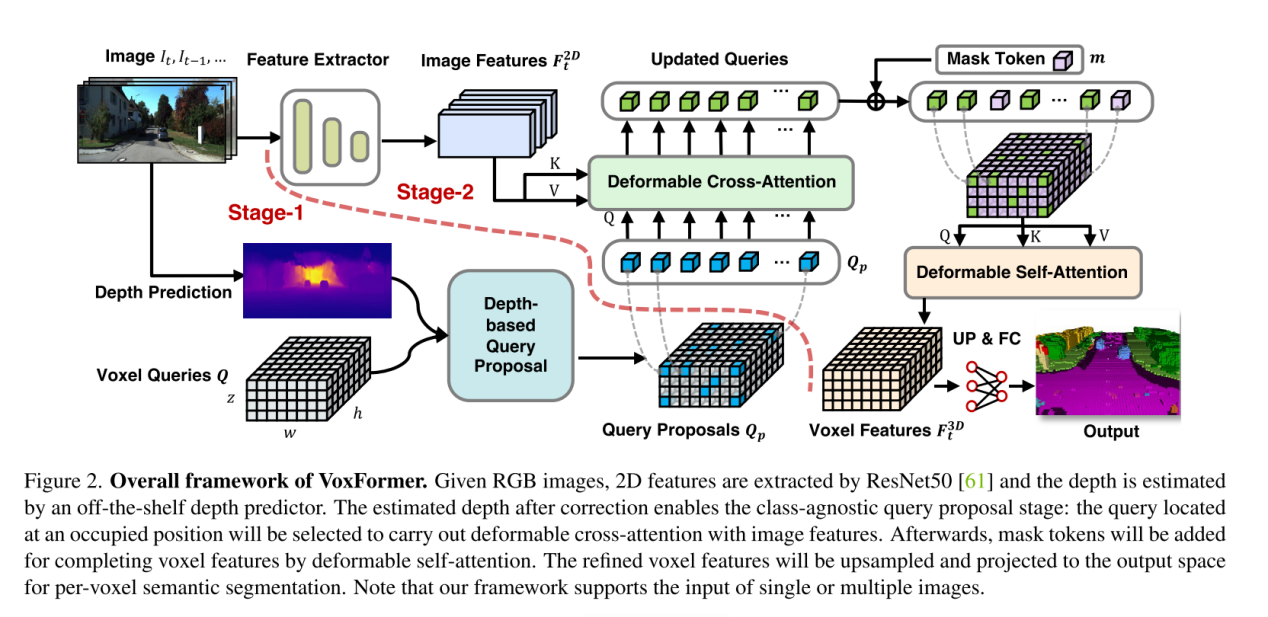 Image I_t, I_{t−1}, ...
Feature Extractor
Image Features F_t^{2D}
Updated Queries
Mask Token
m
...
K
V
Deformable Cross-Attention
...
...
Stage-1
Stage-2
Q
...
Q_p
...
Q
K
V
Deformable Self-Attention
Depth Prediction
Depth-
based
Query
Proposal
Voxel Queries Q
z
w
h
Query Proposals Q_p
UP & FC
Voxel Features F_t^{3D}
Output
Figure 2. Overall framework of VoxFormer. Given RGB images, 2D features are extracted by ResNet50 [61] and the depth is estimated
by an off-the-shelf depth predictor. The estimated depth after correction enables the class-agnostic query proposal stage: the query located
at an occupied position will be selected to carry out deformable cross-attention with image features. Afterwards, mask tokens will be added
for completing voxel features by deformable self-attention. The refined voxel features will be upsampled and projected to the output space
for per-voxel semantic segmentation. Note that our framework supports the input of single or multiple images.